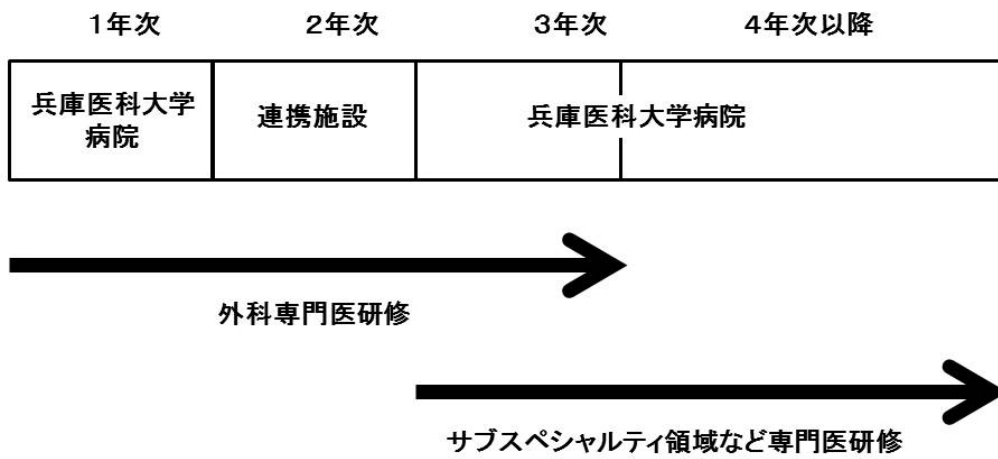 1年次 2年次 3年次 4年次以降
兵庫医科大学
病院
連携施設
兵庫医科大学病院
外科専門医研修
サブスペシャルティ領域など専門医研修